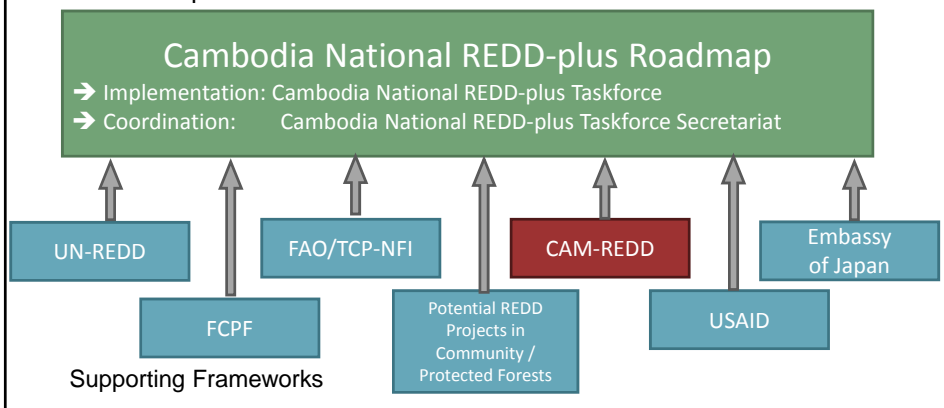 Cambodia National REDD-plus Roadmap
➔ Implementation: Cambodia National REDD-plus Taskforce
➔ Coordination: Cambodia National REDD-plus Taskforce Secretariat
UN-REDD
FAO/TCP-NFI
CAM-REDD
Embassy
of Japan
FCPF
Potential REDD
Projects in
Community /
Protected Forests
USAID
Supporting Frameworks